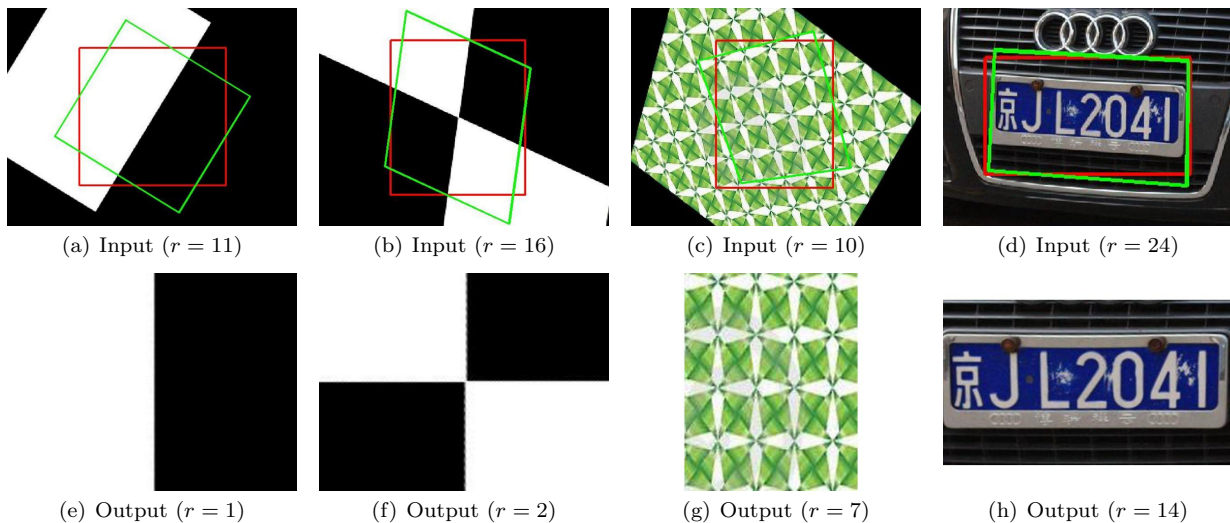 京JL2041
(a) Input (r = 11)
(b) Input (r = 16)
(c) Input (r = 10)
(d) Input (r = 24)
京JL2041
(e) Output (r = 1)
(f) Output (r = 2)
(g) Output (r = 7)
(h) Output (r = 14)